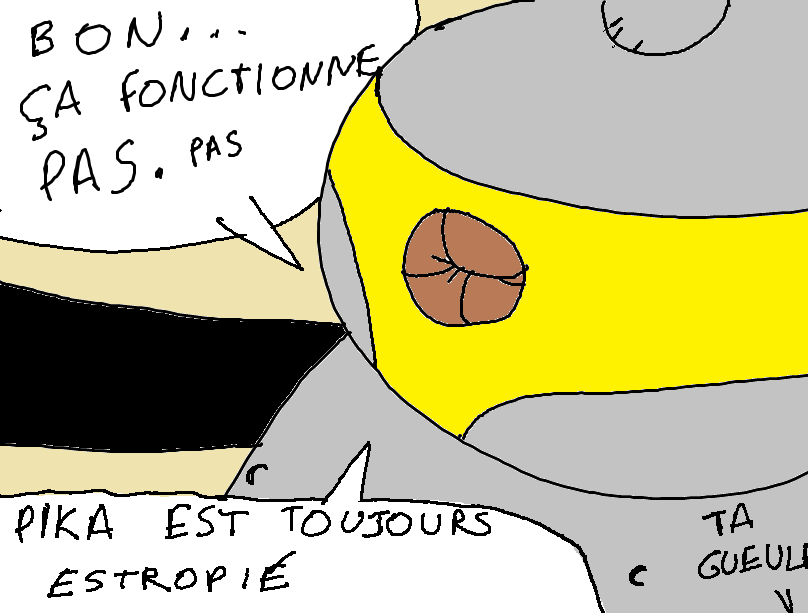 BON...
ÇA FONCTIONNE
PAS. PAS
PIKA EST TOUJOURS
ESTROPIÉ
TA
GUEULE